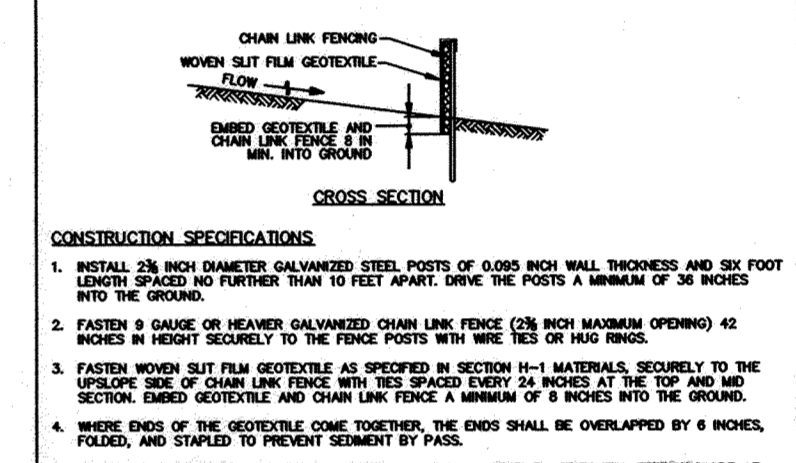 CHAIN LINK FENCING
WOVEN SLIT FILM GEOTEXTILE
FLOW
EMBED GEOTEXTILE AND
CHAIN LINK FENCE 8 IN
MIN. INTO GROUND
CROSS SECTION
CONSTRUCTION SPECIFICATIONS
1. INSTALL 2⅜ INCH DIAMETER GALVANIZED STEEL POSTS OF 0.095 INCH WALL THICKNESS AND SIX FOOT
LENGTH SPACED NO FURTHER THAN 10 FEET APART. DRIVE THE POSTS A MINIMUM OF 36 INCHES
INTO THE GROUND.
2. FASTEN 9 GAUGE OR HEAVIER GALVANIZED CHAIN LINK FENCE (2⅜ INCH MAXIMUM OPENING) 42
INCHES IN HEIGHT SECURELY TO THE FENCE POSTS WITH WIRE TIES OR HUG RINGS.
3. FASTEN WOVEN SLIT FILM GEOTEXTILE AS SPECIFIED IN SECTION H-1 MATERIALS, SECURELY TO THE
UPSLOPE SIDE OF CHAIN LINK FENCE WITH TIES SPACED EVERY 24 INCHES AT THE TOP AND MID
SECTION. EMBED GEOTEXTILE AND CHAIN LINK FENCE A MINIMUM OF 8 INCHES INTO THE GROUND.
4. WHERE ENDS OF THE GEOTEXTILE COME TOGETHER, THE ENDS SHALL BE OVERLAPPED BY 6 INCHES,
FOLDED, AND STAPLED TO PREVENT SEDIMENT BY PASS.